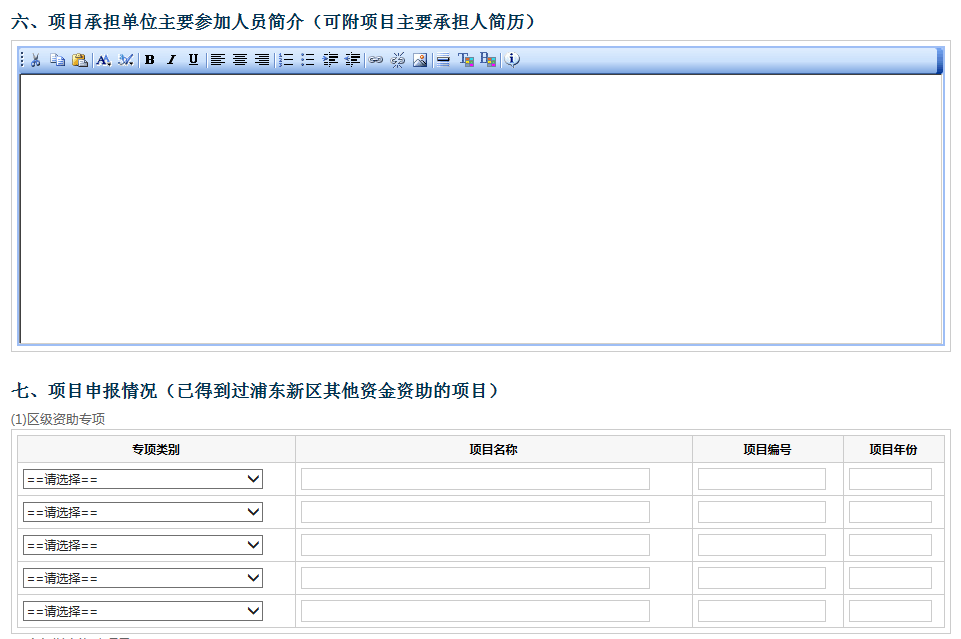 六、项目承担单位主要参加人员简介（可附项目主要承担人简历）
B I U
七、项目申报情况（已得到过浦东新区其他资金资助的项目）
(1)区级资助专项
专项类别 项目名称 项目编号 项目年份
==请选择==
==请选择==
==请选择==
==请选择==
==请选择==